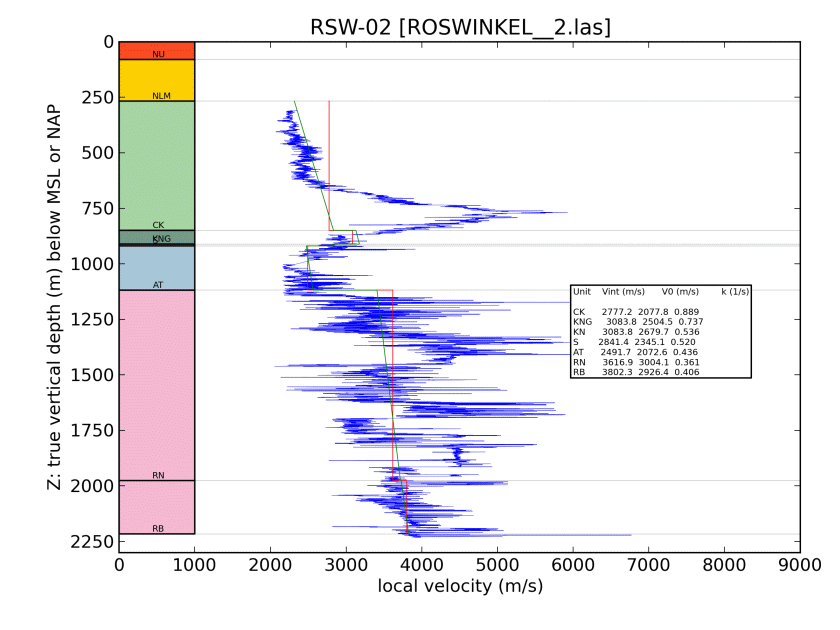 RSW-02 [ROSWINKEL__2.las]
Z: true vertical depth (m) below MSL or NAP
0
250
500
750
1000
1250
1500
1750
2000
2250
NU
NLM
CK
KNG
AT
RN
RB
Unit Vint (m/s) V0 (m/s) k (1/s)
CK 2777.2 2077.8 0.889
KNG 3083.8 2504.5 0.737
KN 3083.8 2679.7 0.536
S 2841.4 2345.1 0.520
AT 2491.7 2072.6 0.436
RN 3616.9 3004.1 0.361
RB 3802.3 2926.4 0.406
0 1000 2000 3000 4000 5000 6000 7000 8000 9000
local velocity (m/s)